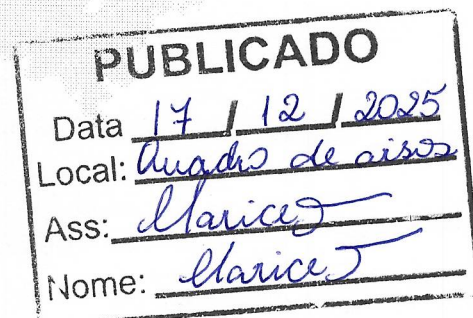 PUBLICADO
Data 17 / 12 / 2025
Local: Quadro de avisos
Ass: Marice
Nome: Marice